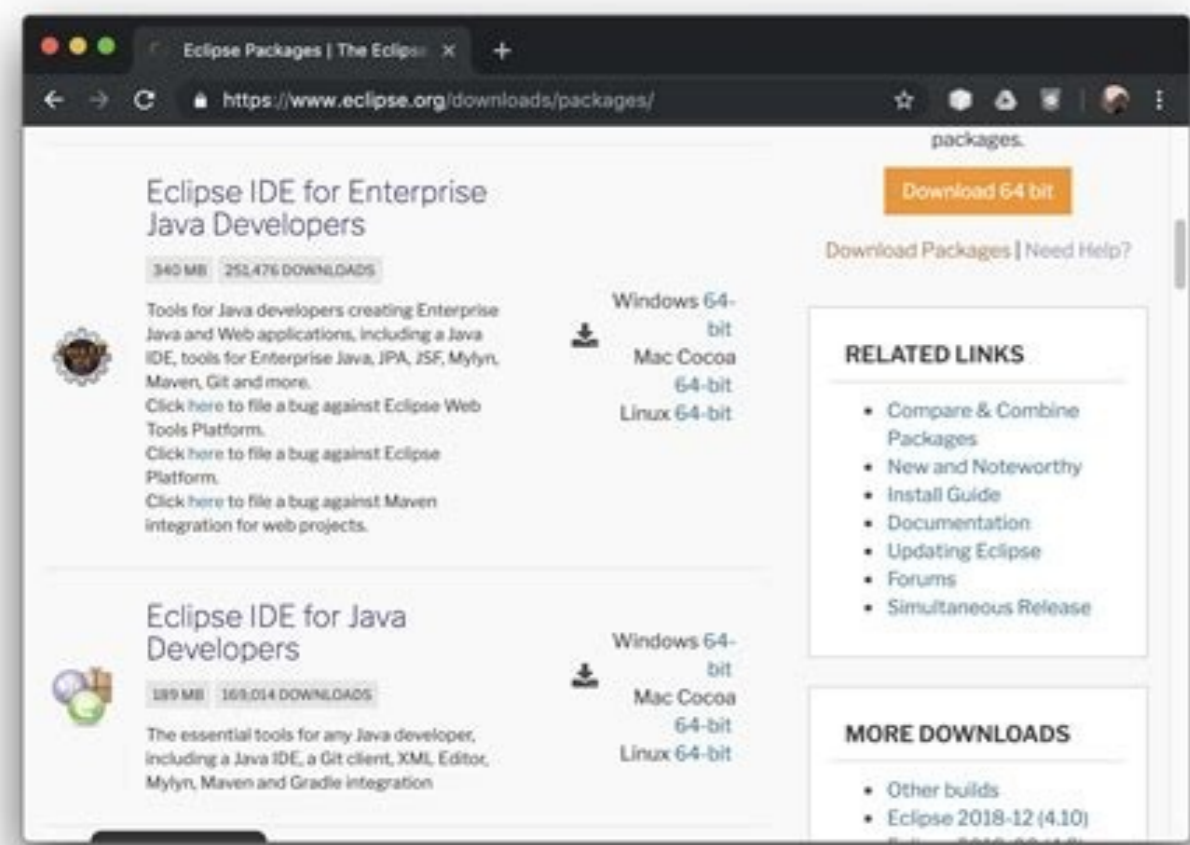 Eclipse Packages | The Eclips
https://www.eclipse.org/downloads/packages/
Eclipse IDE for Enterprise
Java Developers
340 MB 251,476 DOWNLOADS
Tools for Java developers creating Enterprise
Java and Web applications, including a Java
IDE, tools for Enterprise Java, JPA, JSF, Mylyn,
Maven, Git and more.
Click here to file a bug against Eclipse Web
Tools Platform.
Click here to file a bug against Eclipse
Platform.
Click here to file a bug against Maven
integration for web projects.
Windows 64-
bit
Mac Cocoa
64-bit
Linux 64-bit
Eclipse IDE for Java
Developers
189 MB 169,014 DOWNLOADS
The essential tools for any Java developer,
including a Java IDE, a Git client, XML Editor,
Mylyn, Maven and Gradle integration
Windows 64-
bit
Mac Cocoa
64-bit
Linux 64-bit
packages.
Download 64 bit
Download Packages | Need Help?
RELATED LINKS
• Compare & Combine
Packages
• New and Noteworthy
• Install Guide
• Documentation
• Updating Eclipse
• Forums
• Simultaneous Release
MORE DOWNLOADS
• Other builds
• Eclipse 2018-12 (4.10)